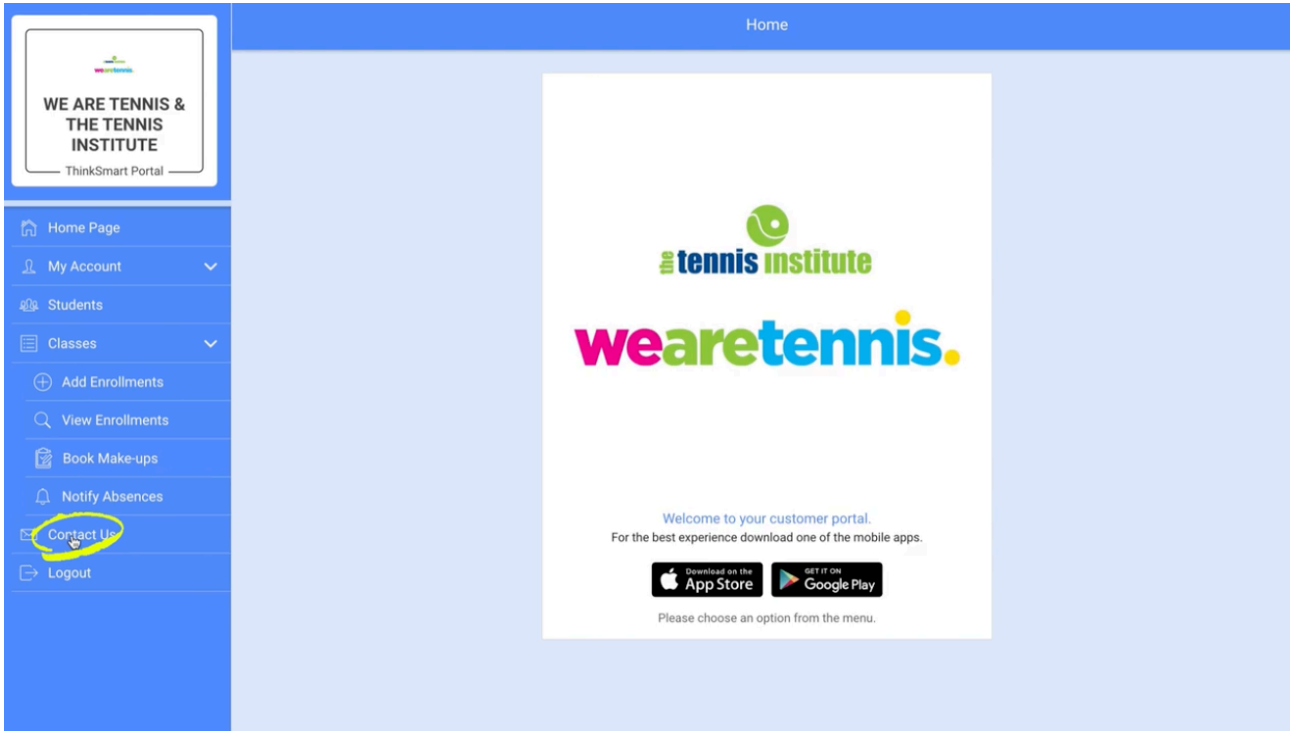 Home
wearetennis.
WE ARE TENNIS &
THE TENNIS
INSTITUTE
ThinkSmart Portal
Home Page
My Account
Students
Classes
Add Enrollments
View Enrollments
Book Make-ups
Notify Absences
Contact Us
Logout
the tennis institute
wearetennis.
Welcome to your customer portal.
For the best experience download one of the mobile apps.
Download on the
App Store
GET IT ON
Google Play
Please choose an option from the menu.